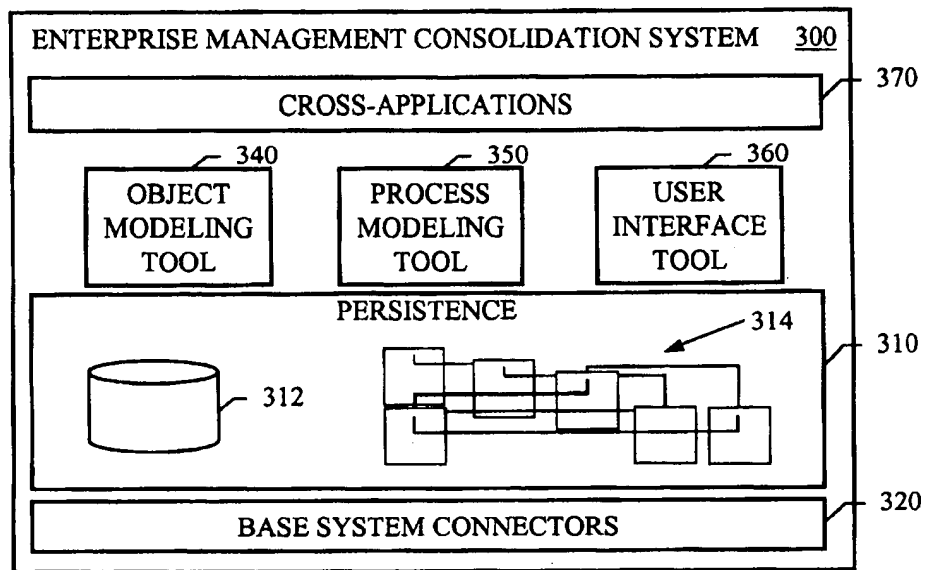 ENTERPRISE MANAGEMENT CONSOLIDATION SYSTEM 300
370
CROSS-APPLICATIONS
340
350
360
OBJECT
MODELING
TOOL
PROCESS
MODELING
TOOL
USER
INTERFACE
TOOL
PERSISTENCE
314
310
312
320
BASE SYSTEM CONNECTORS